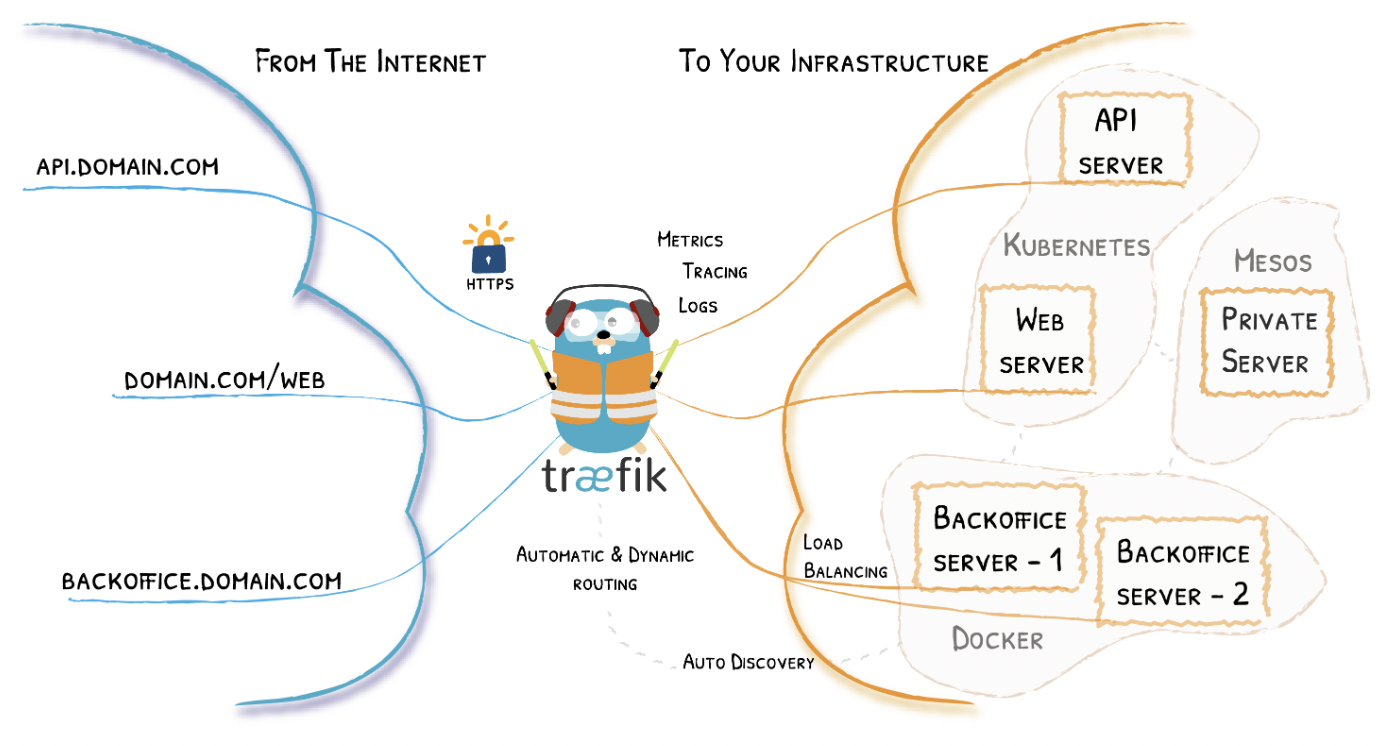 From The Internet
To Your Infrastructure
api.domain.com
API
server
Metrics
Tracing
Logs
HTTPS
Kubernetes
Mesos
Web
server
Private
Server
domain.com/web
træfik
Backoffice
server - 1
Backoffice
server - 2
Load
Balancing
Automatic & Dynamic
routing
backoffice.domain.com
Docker
Auto Discovery